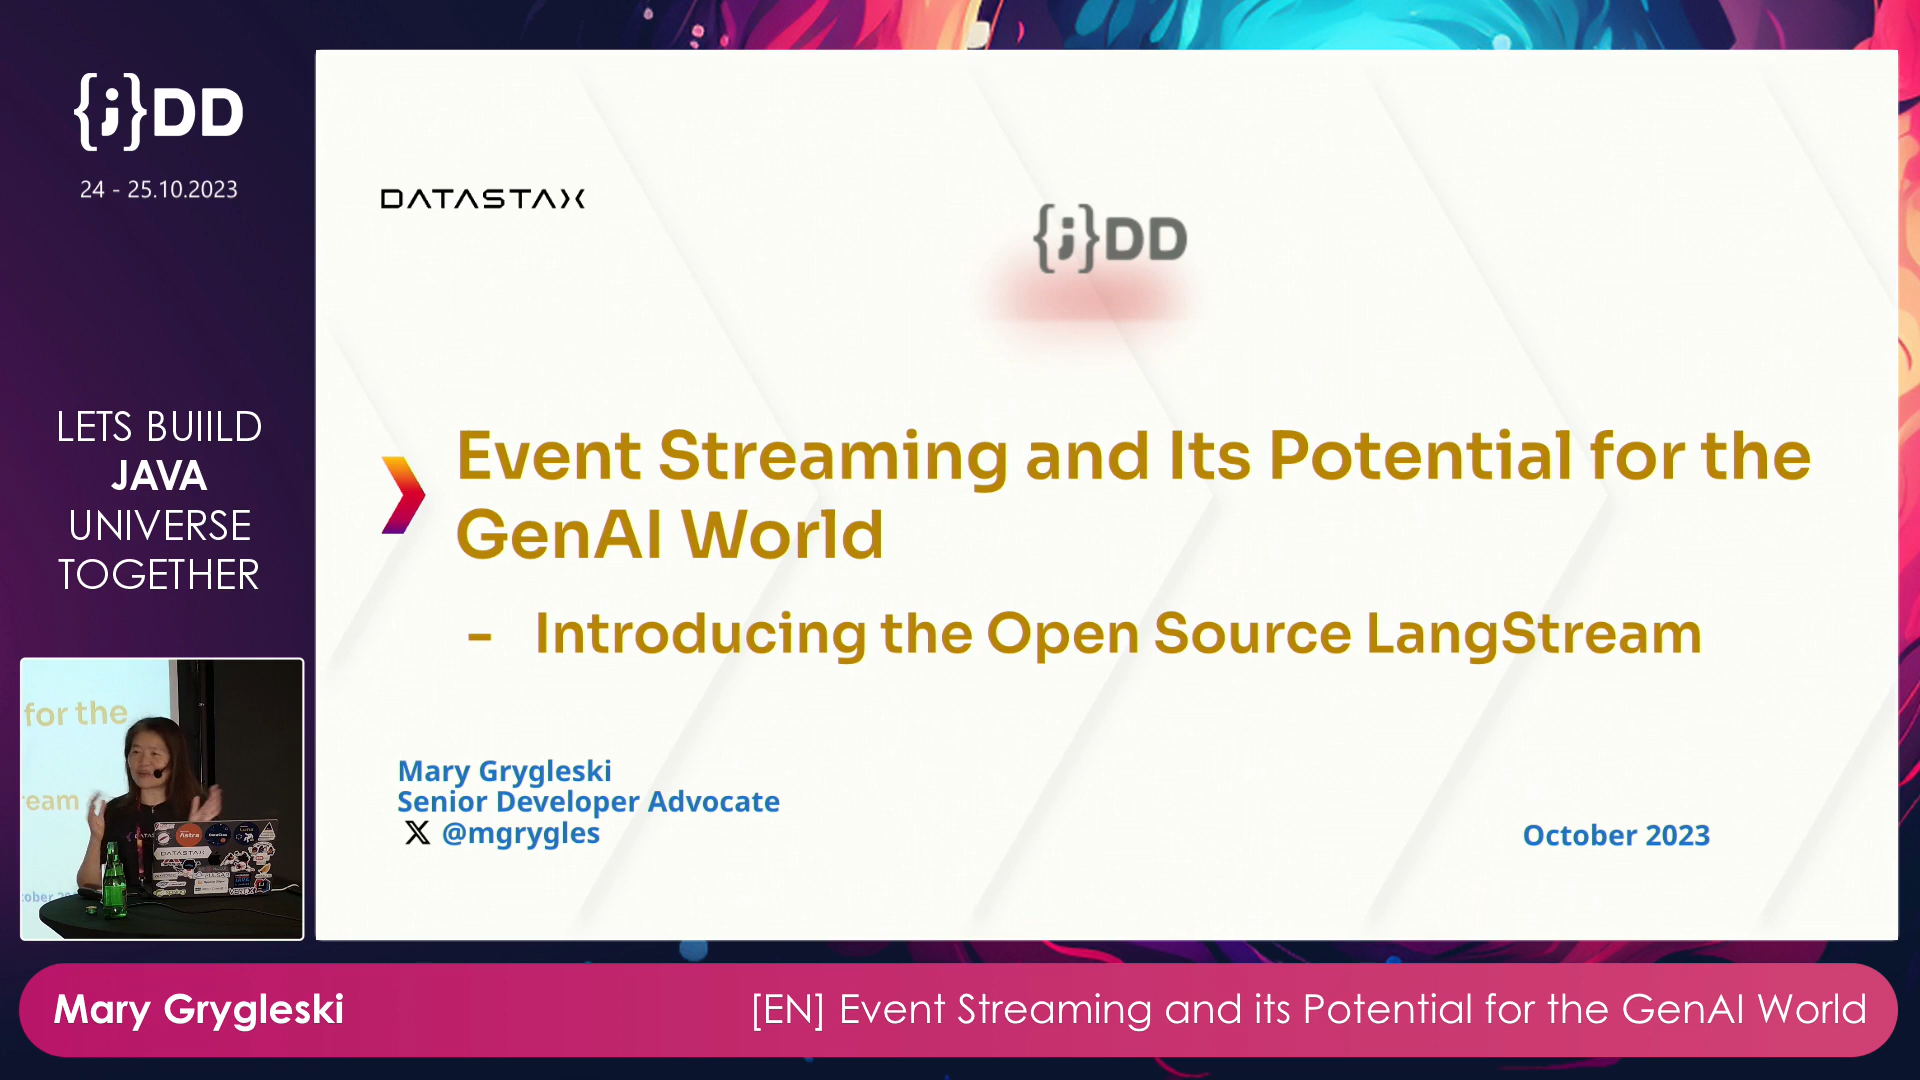 {;}DD
24 - 25.10.2023
LETS BUIILD
JAVA
UNIVERSE
TOGETHER
DATASTAX
{;}DD
Event Streaming and Its Potential for the
GenAI World
- Introducing the Open Source LangStream
Mary Grygleski
Senior Developer Advocate
X @mgrygles
October 2023
for the
ream
DATASTAX
Mary Grygleski
[EN] Event Streaming and its Potential for the GenAI World